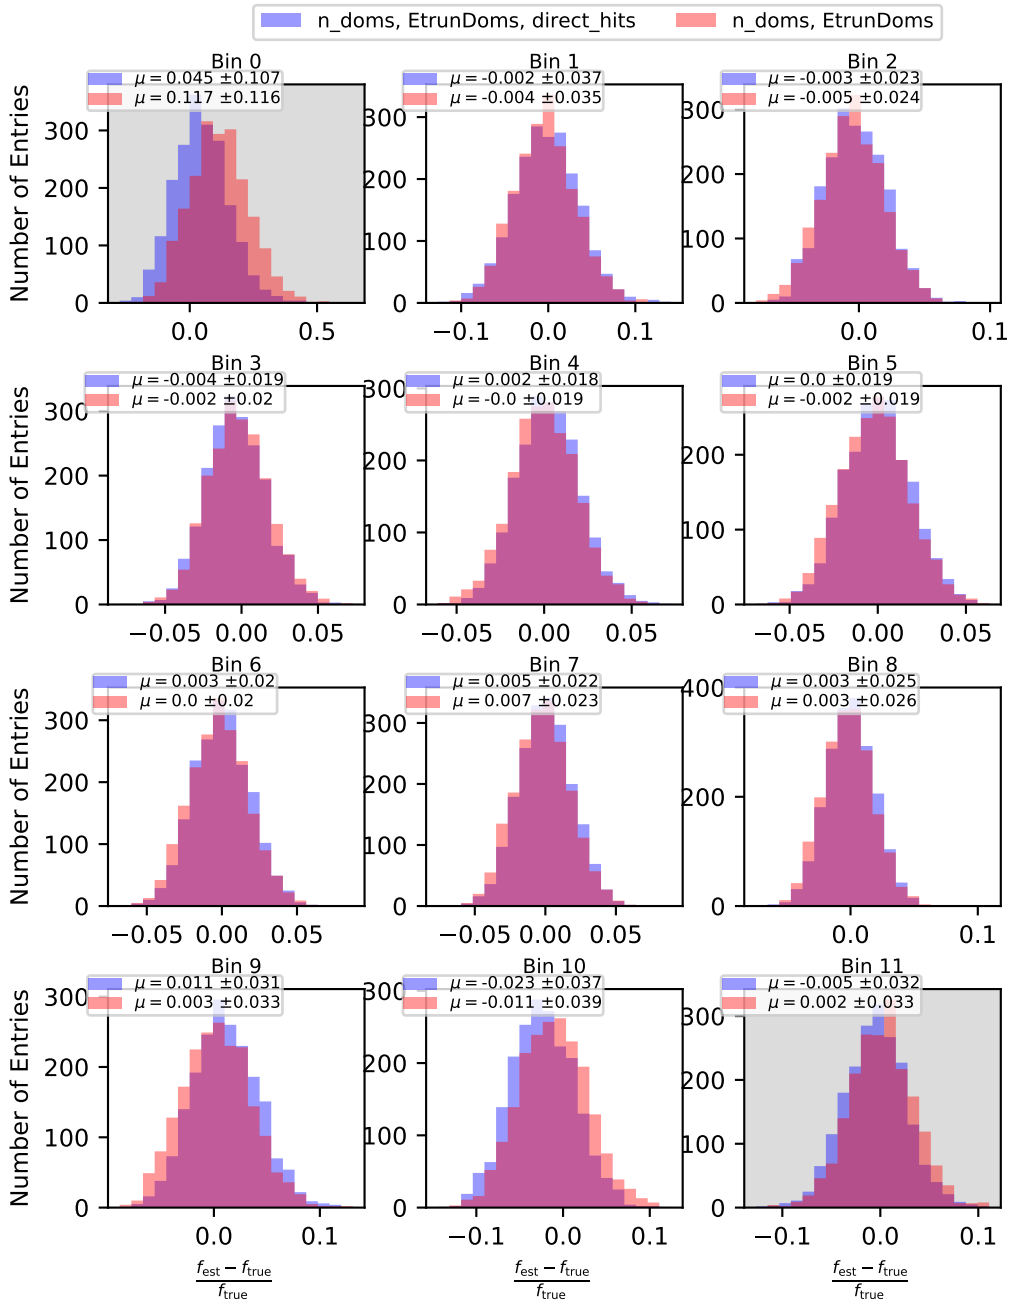 n_doms, EtrunDoms, direct_hits n_doms, EtrunDoms
Bin 0
μ = 0.045 ±0.107
μ = 0.117 ±0.116
Number of Entries
300
200
100
0
0.0 0.5
Bin 1
μ = -0.002 ±0.037
μ = -0.004 ±0.035
300
200
100
0
−0.1 0.0 0.1
Bin 2
μ = -0.003 ±0.023
μ = -0.005 ±0.024
300
200
100
0
0.0 0.1
Bin 3
μ = -0.004 ±0.019
μ = -0.002 ±0.02
Number of Entries
300
200
100
0
−0.05 0.00 0.05
Bin 4
μ = 0.002 ±0.018
μ = -0.0 ±0.019
300
200
100
0
−0.05 0.00 0.05
Bin 5
μ = 0.0 ±0.019
μ = -0.002 ±0.019
300
200
100
0
−0.05 0.00 0.05
Bin 6
μ = 0.003 ±0.02
μ = 0.0 ±0.02
Number of Entries
300
200
100
0
−0.05 0.00 0.05
Bin 7
μ = 0.005 ±0.022
μ = 0.007 ±0.023
300
200
100
0
−0.05 0.00 0.05
Bin 8
μ = 0.003 ±0.025
μ = 0.003 ±0.026
400
200
0
0.0 0.1
Bin 9
μ = 0.011 ±0.031
μ = 0.003 ±0.033
Number of Entries
300
200
100
0
0.0 0.1
f_est − f_true
f_true
Bin 10
μ = -0.023 ±0.037
μ = -0.011 ±0.039
300
200
100
0
−0.1 0.0
f_est − f_true
f_true
Bin 11
μ = -0.005 ±0.032
μ = 0.002 ±0.033
300
200
100
0
−0.1 0.0 0.1
f_est − f_true
f_true